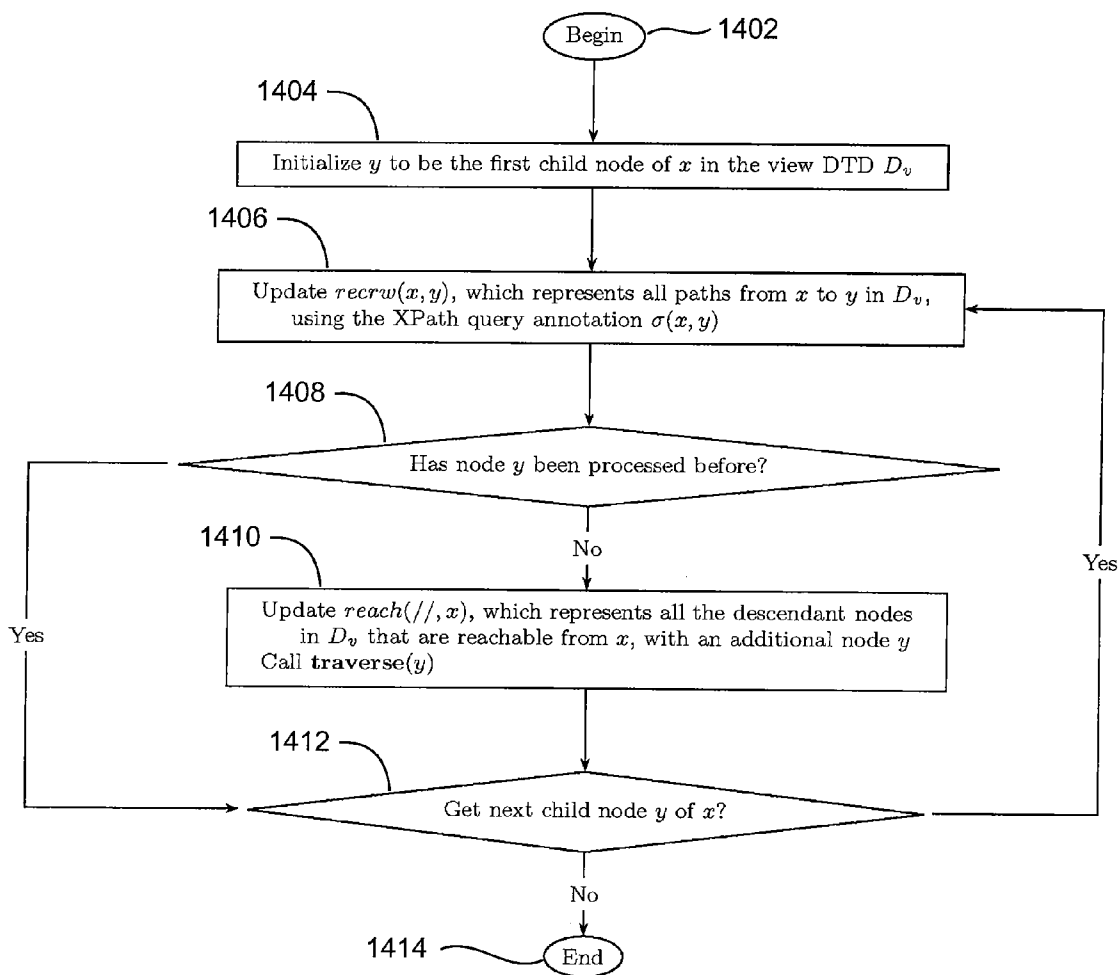 Begin
1402
1404
Initialize y to be the first child node of x in the view DTD Dv
1406
Update recrw(x, y), which represents all paths from x to y in Dv,
using the XPath query annotation σ(x, y)
1408
Has node y been processed before?
No
Yes
Yes
1410
Update reach(//, x), which represents all the descendant nodes
in Dv that are reachable from x, with an additional node y
Call traverse(y)
1412
Get next child node y of x?
No
1414
End